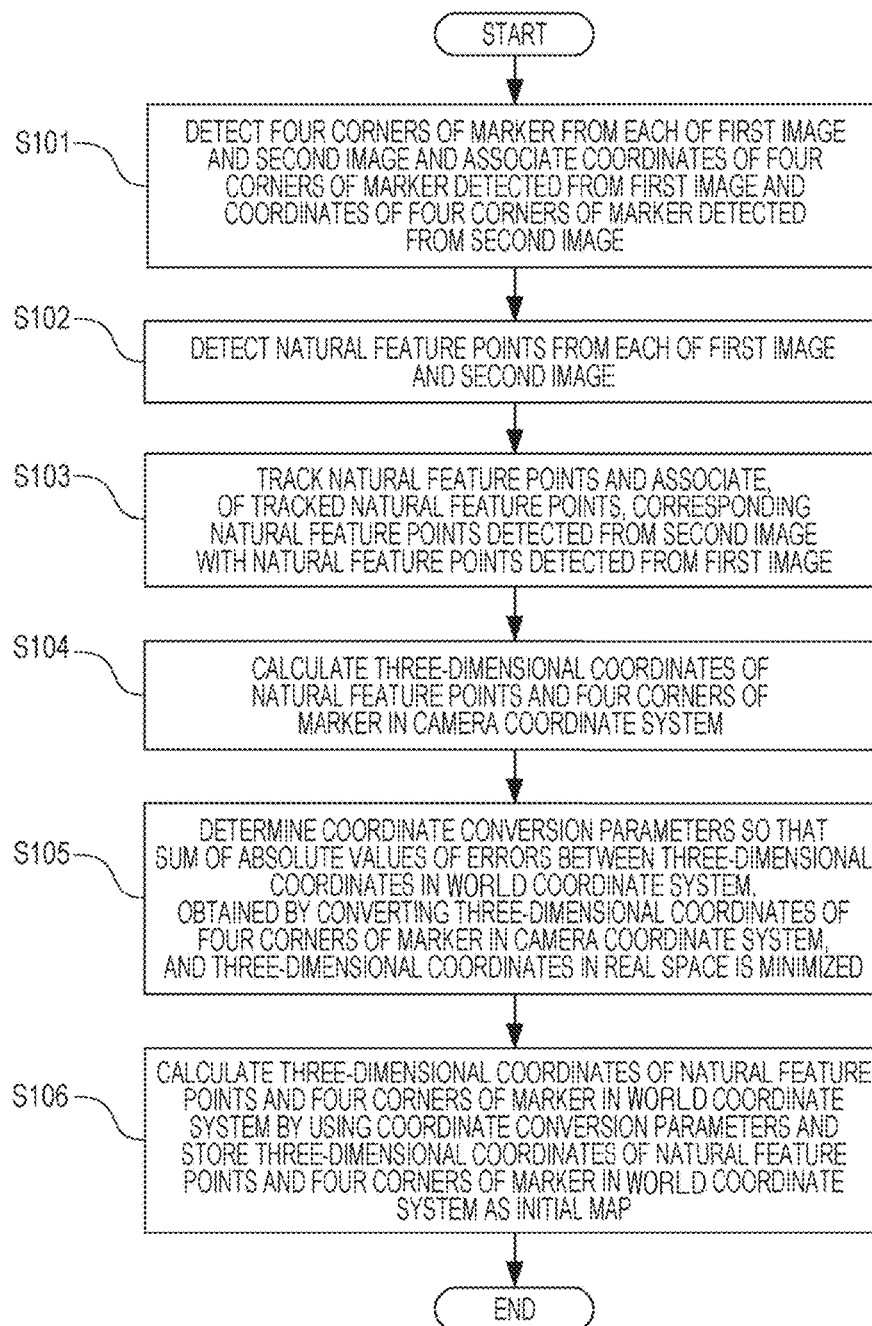 START
S101
DETECT FOUR CORNERS OF MARKER FROM EACH OF FIRST IMAGE
AND SECOND IMAGE AND ASSOCIATE COORDINATES OF FOUR
CORNERS OF MARKER DETECTED FROM FIRST IMAGE AND
COORDINATES OF FOUR CORNERS OF MARKER DETECTED
FROM SECOND IMAGE
S102
DETECT NATURAL FEATURE POINTS FROM EACH OF FIRST IMAGE
AND SECOND IMAGE
S103
TRACK NATURAL FEATURE POINTS AND ASSOCIATE,
OF TRACKED NATURAL FEATURE POINTS, CORRESPONDING
NATURAL FEATURE POINTS DETECTED FROM SECOND IMAGE
WITH NATURAL FEATURE POINTS DETECTED FROM FIRST IMAGE
S104
CALCULATE THREE-DIMENSIONAL COORDINATES OF
NATURAL FEATURE POINTS AND FOUR CORNERS OF
MARKER IN CAMERA COORDINATE SYSTEM
S105
DETERMINE COORDINATE CONVERSION PARAMETERS SO THAT
SUM OF ABSOLUTE VALUES OF ERRORS BETWEEN THREE-DIMENSIONAL
COORDINATES IN WORLD COORDINATE SYSTEM,
OBTAINED BY CONVERTING THREE-DIMENSIONAL COORDINATES OF
FOUR CORNERS OF MARKER IN CAMERA COORDINATE SYSTEM,
AND THREE-DIMENSIONAL COORDINATES IN REAL SPACE IS MINIMIZED
S106
CALCULATE THREE-DIMENSIONAL COORDINATES OF NATURAL FEATURE
POINTS AND FOUR CORNERS OF MARKER IN WORLD COORDINATE
SYSTEM BY USING COORDINATE CONVERSION PARAMETERS AND
STORE THREE-DIMENSIONAL COORDINATES OF NATURAL FEATURE
POINTS AND FOUR CORNERS OF MARKER IN WORLD COORDINATE
SYSTEM AS INITIAL MAP
END